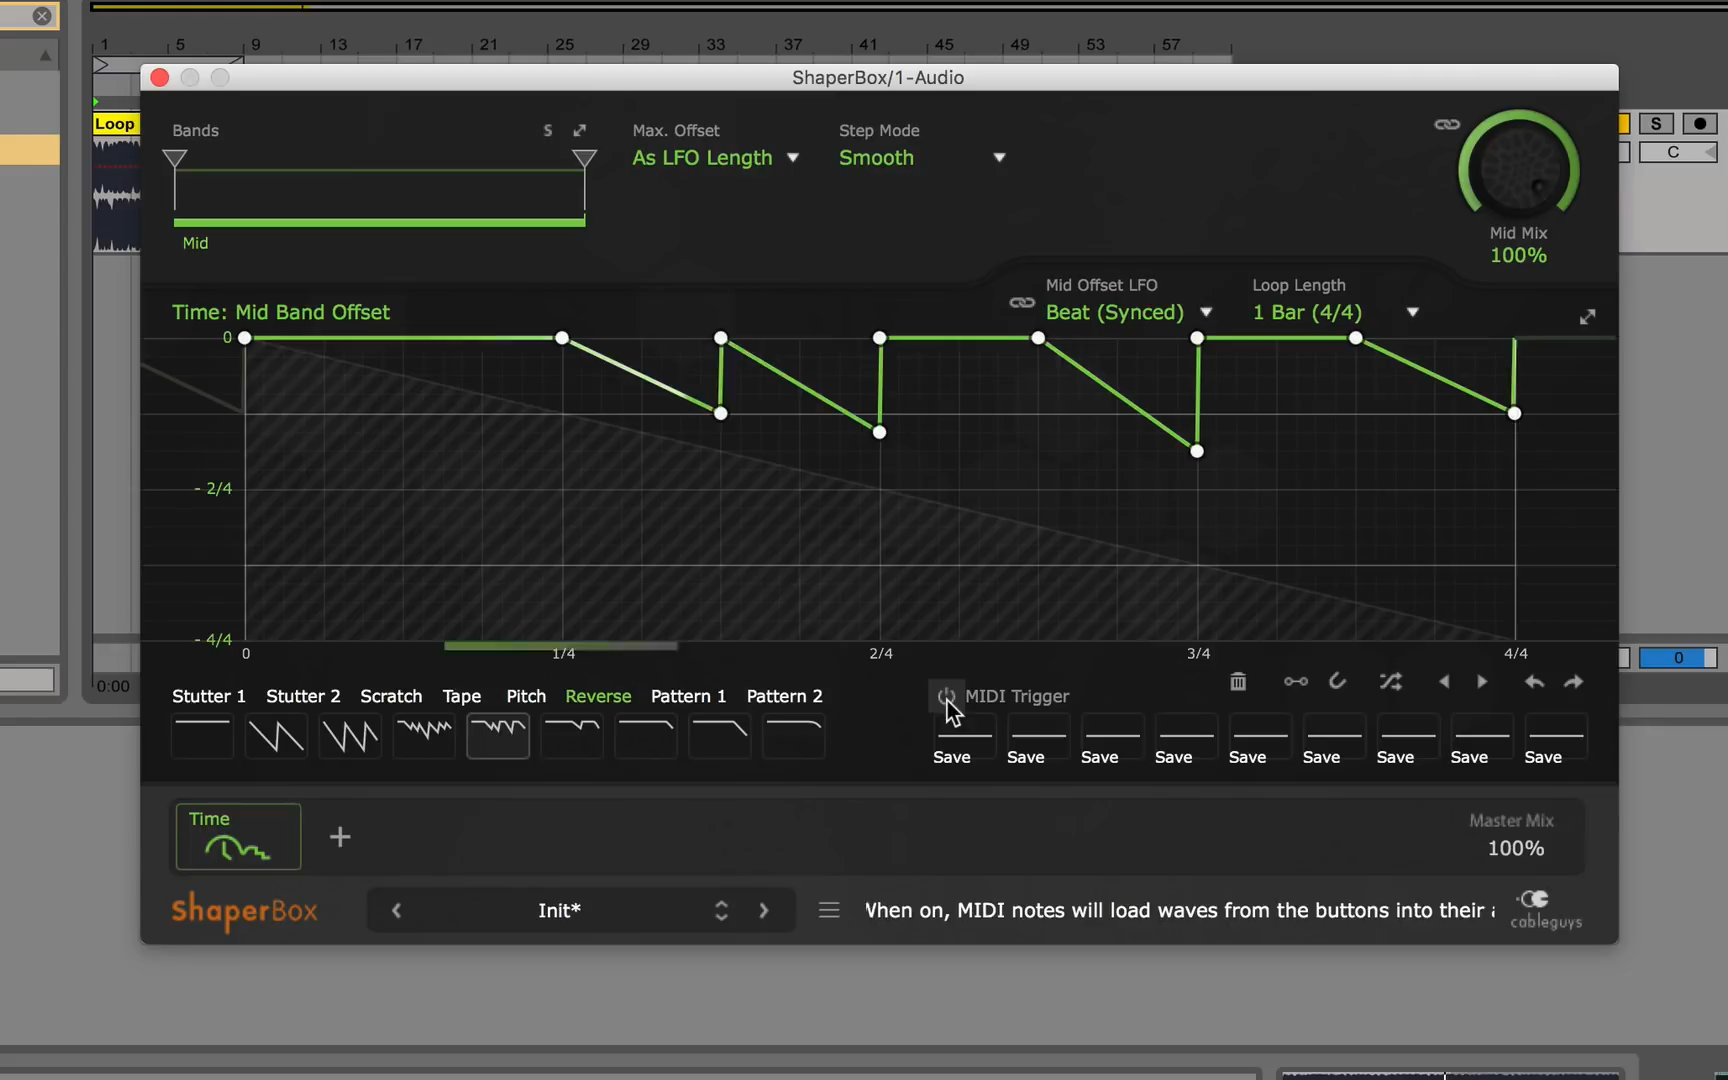 1 5 9 13 17 21 25 29 33 37 41 45 49 53 57
ShaperBox/1-Audio
Loop
S
C
Bands
S
Max. Offset
Step Mode
As LFO Length
Smooth
Mid
Mid Mix
100%
Mid Offset LFO
Loop Length
Time: Mid Band Offset
Beat (Synced)
1 Bar (4/4)
0
- 2/4
- 4/4
0 1/4 2/4 3/4 4/4
0
0:00
Stutter 1 Stutter 2 Scratch Tape Pitch Reverse Pattern 1 Pattern 2
MIDI Trigger
Save Save Save Save Save Save Save Save Save
Time
+
Master Mix
100%
ShaperBox
Init*
When on, MIDI notes will load waves from the buttons into their
cableguys